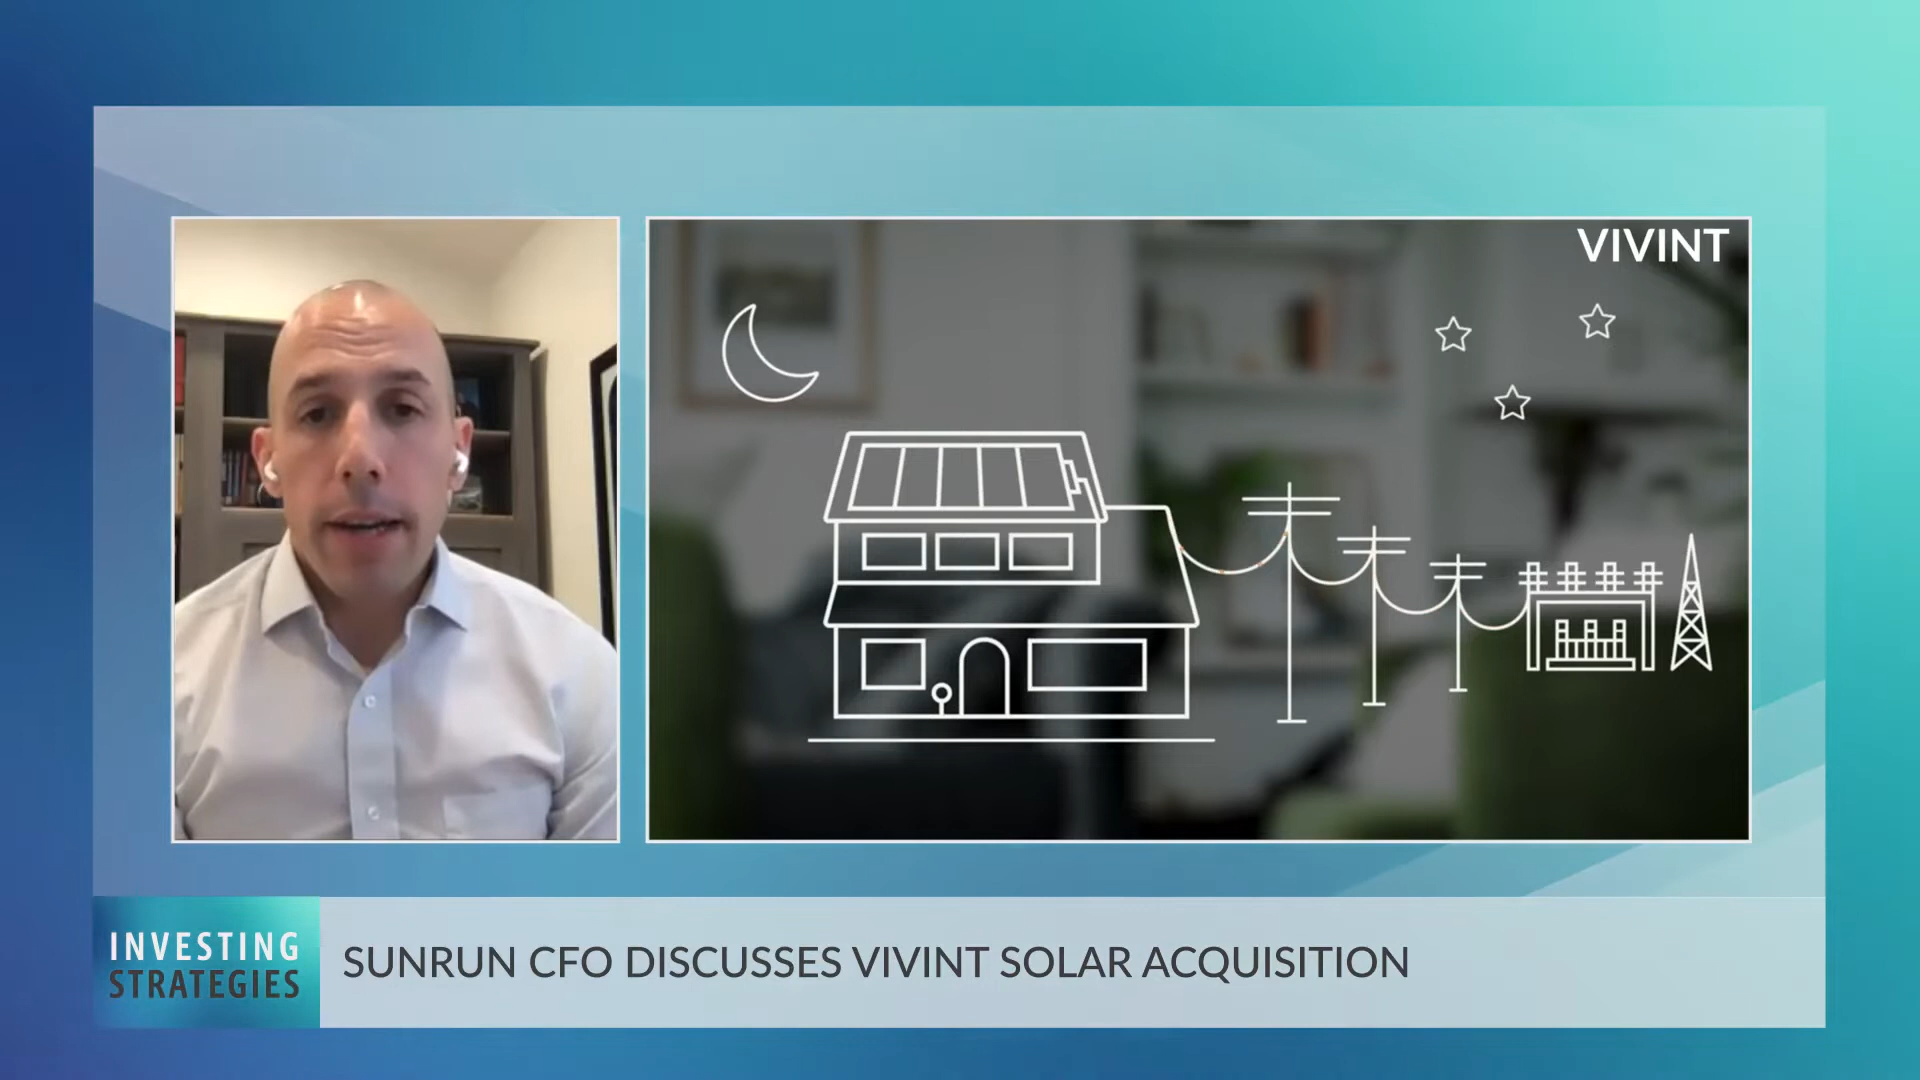 VIVINT
INVESTING
STRATEGIES
SUNRUN CFO DISCUSSES VIVINT SOLAR ACQUISITION